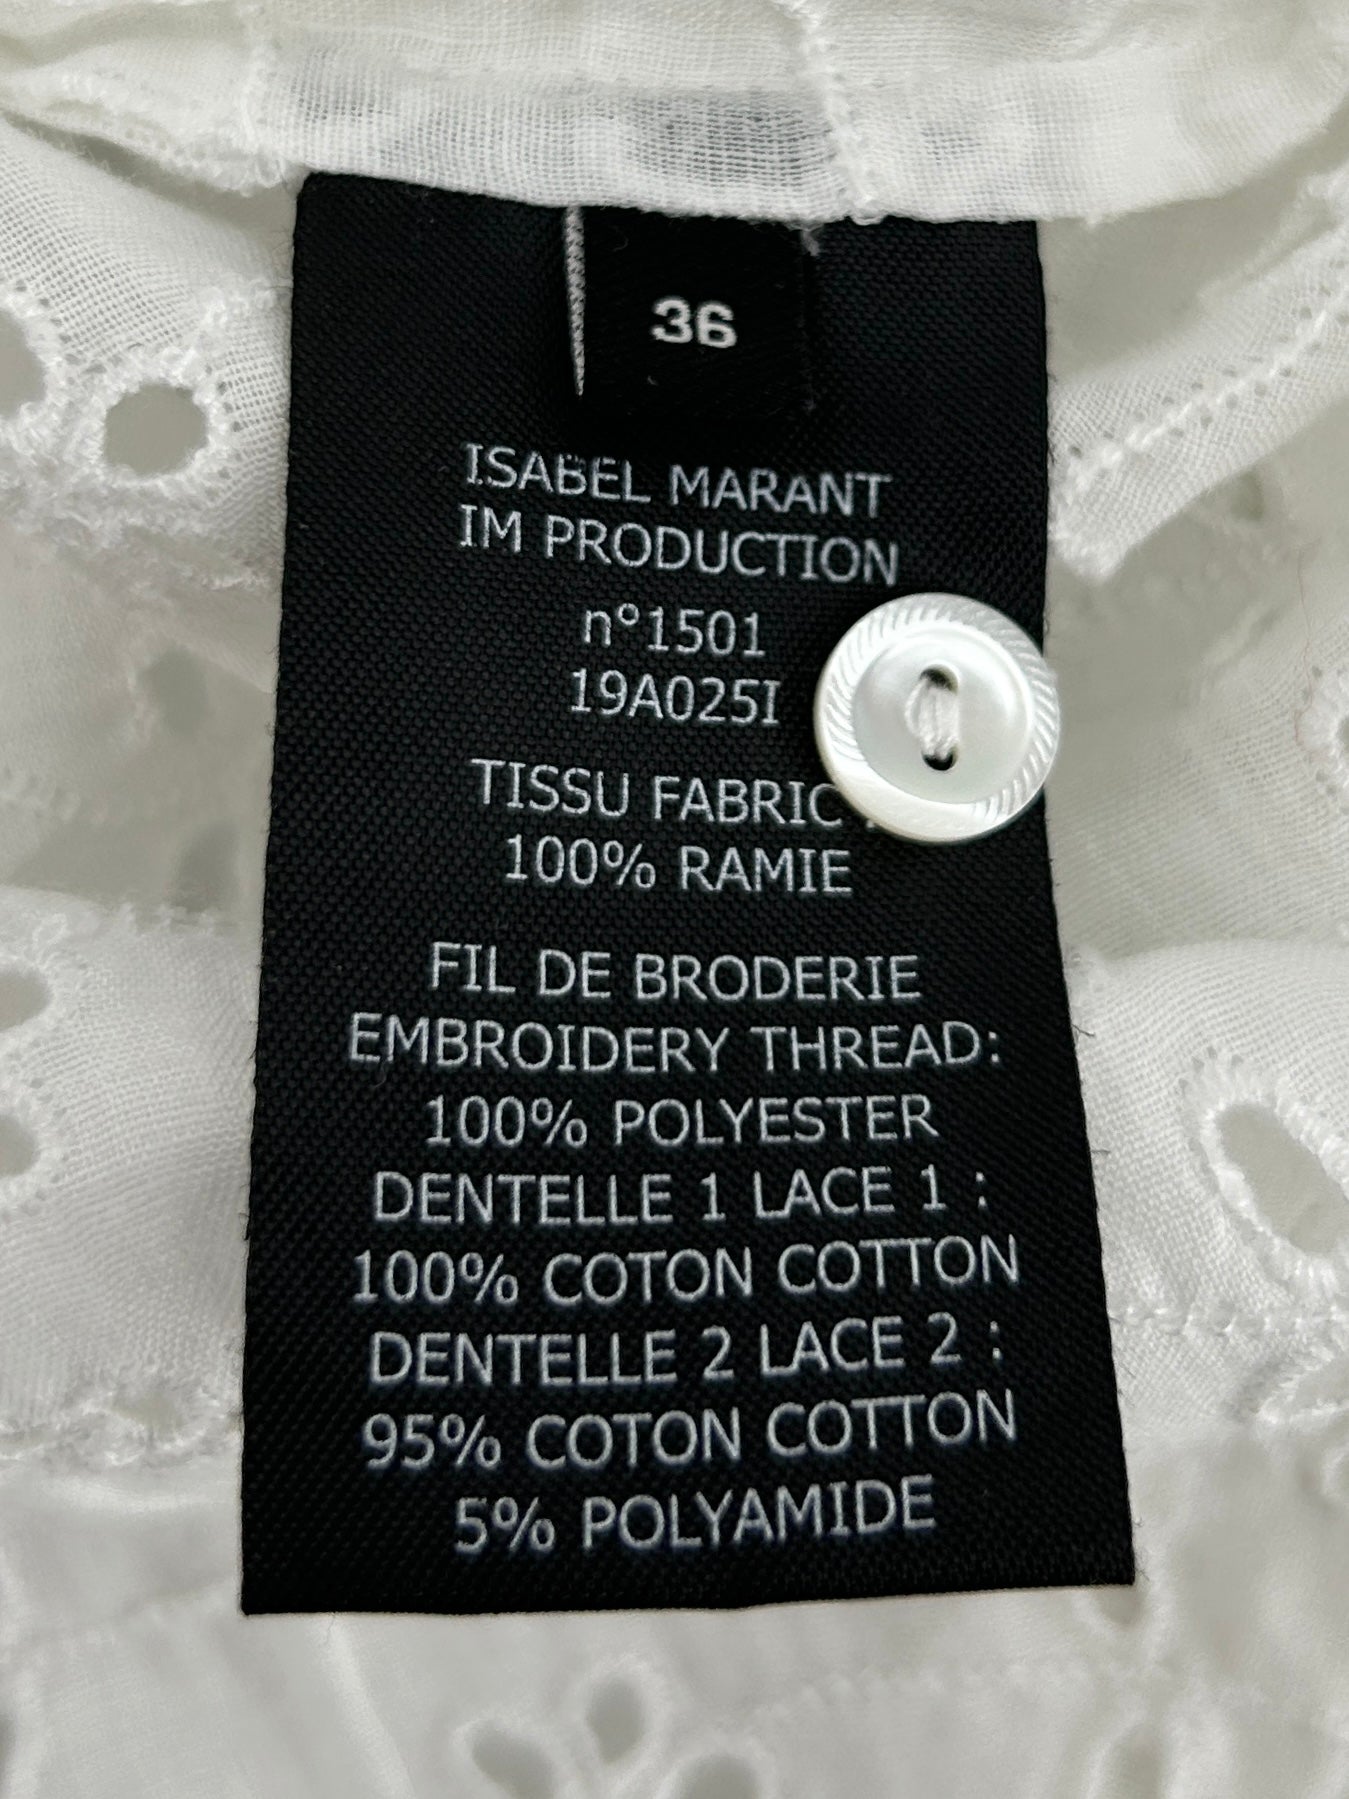 36
ISABEL MARANT
IM PRODUCTION
n°1501
19A025I
TISSU FABRIC :
100% RAMIE
FIL DE BRODERIE
EMBROIDERY THREAD:
100% POLYESTER
DENTELLE 1 LACE 1 :
100% COTON COTTON
DENTELLE 2 LACE 2 :
95% COTON COTTON
5% POLYAMIDE